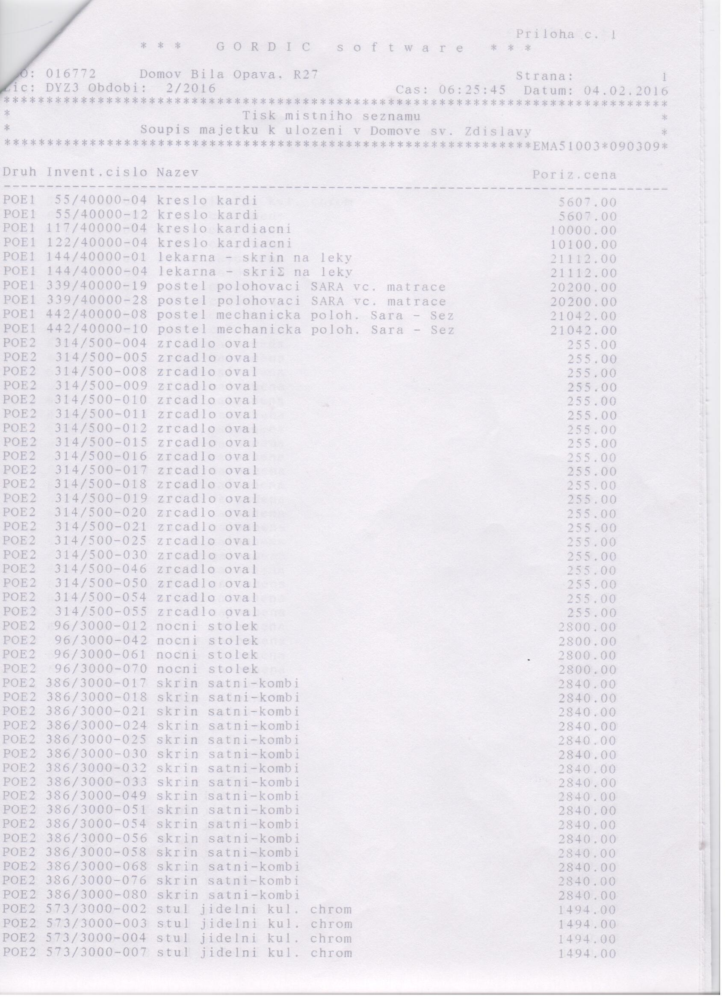 Priloha c. 1
* * * G O R D I C s o f t w a r e * * *
O: 016772 Domov Bila Opava, R27 Strana: 1
Lic: DYZ3 Obdobi: 2/2016 Cas: 06:25:45 Datum: 04.02.2016
******************************************************************************
* Tisk mistniho seznamu *
* Soupis majetku k ulozeni v Domove sv. Zdislavy *
**************************************************************EMA51003*090309*
Druh Invent.cislo Nazev Poriz.cena
------------------------------------------------------------------------------
POE1 55/40000-04 kreslo kardi 5607.00
POE1 55/40000-12 kreslo kardi 5607.00
POE1 117/40000-04 kreslo kardiacni 10000.00
POE1 122/40000-04 kreslo kardiacni 10100.00
POE1 144/40000-01 lekarna - skrin na leky 21112.00
POE1 144/40000-04 lekarna - skriΣ na leky 21112.00
POE1 339/40000-19 postel polohovaci SARA vc. matrace 20200.00
POE1 339/40000-28 postel polohovaci SARA vc. matrace 20200.00
POE1 442/40000-08 postel mechanicka poloh. Sara - Sez 21042.00
POE1 442/40000-10 postel mechanicka poloh. Sara - Sez 21042.00
POE2 314/500-004 zrcadlo oval 255.00
POE2 314/500-005 zrcadlo oval 255.00
POE2 314/500-008 zrcadlo oval 255.00
POE2 314/500-009 zrcadlo oval 255.00
POE2 314/500-010 zrcadlo oval 255.00
POE2 314/500-011 zrcadlo oval 255.00
POE2 314/500-012 zrcadlo oval 255.00
POE2 314/500-015 zrcadlo oval 255.00
POE2 314/500-016 zrcadlo oval 255.00
POE2 314/500-017 zrcadlo oval 255.00
POE2 314/500-018 zrcadlo oval 255.00
POE2 314/500-019 zrcadlo oval 255.00
POE2 314/500-020 zrcadlo oval 255.00
POE2 314/500-021 zrcadlo oval 255.00
POE2 314/500-025 zrcadlo oval 255.00
POE2 314/500-030 zrcadlo oval 255.00
POE2 314/500-046 zrcadlo oval 255.00
POE2 314/500-050 zrcadlo oval 255.00
POE2 314/500-054 zrcadlo oval 255.00
POE2 314/500-055 zrcadlo oval 255.00
POE2 96/3000-012 nocni stolek 2800.00
POE2 96/3000-042 nocni stolek 2800.00
POE2 96/3000-061 nocni stolek 2800.00
POE2 96/3000-070 nocni stolek 2800.00
POE2 386/3000-017 skrin satni-kombi 2840.00
POE2 386/3000-018 skrin satni-kombi 2840.00
POE2 386/3000-021 skrin satni-kombi 2840.00
POE2 386/3000-024 skrin satni-kombi 2840.00
POE2 386/3000-025 skrin satni-kombi 2840.00
POE2 386/3000-030 skrin satni-kombi 2840.00
POE2 386/3000-032 skrin satni-kombi 2840.00
POE2 386/3000-033 skrin satni-kombi 2840.00
POE2 386/3000-049 skrin satni-kombi 2840.00
POE2 386/3000-051 skrin satni-kombi 2840.00
POE2 386/3000-054 skrin satni-kombi 2840.00
POE2 386/3000-056 skrin satni-kombi 2840.00
POE2 386/3000-058 skrin satni-kombi 2840.00
POE2 386/3000-068 skrin satni-kombi 2840.00
POE2 386/3000-076 skrin satni-kombi 2840.00
POE2 386/3000-080 skrin satni-kombi 2840.00
POE2 573/3000-002 stul jidelni kul. chrom 1494.00
POE2 573/3000-003 stul jidelni kul. chrom 1494.00
POE2 573/3000-004 stul jidelni kul. chrom 1494.00
POE2 573/3000-007 stul jidelni kul. chrom 1494.00